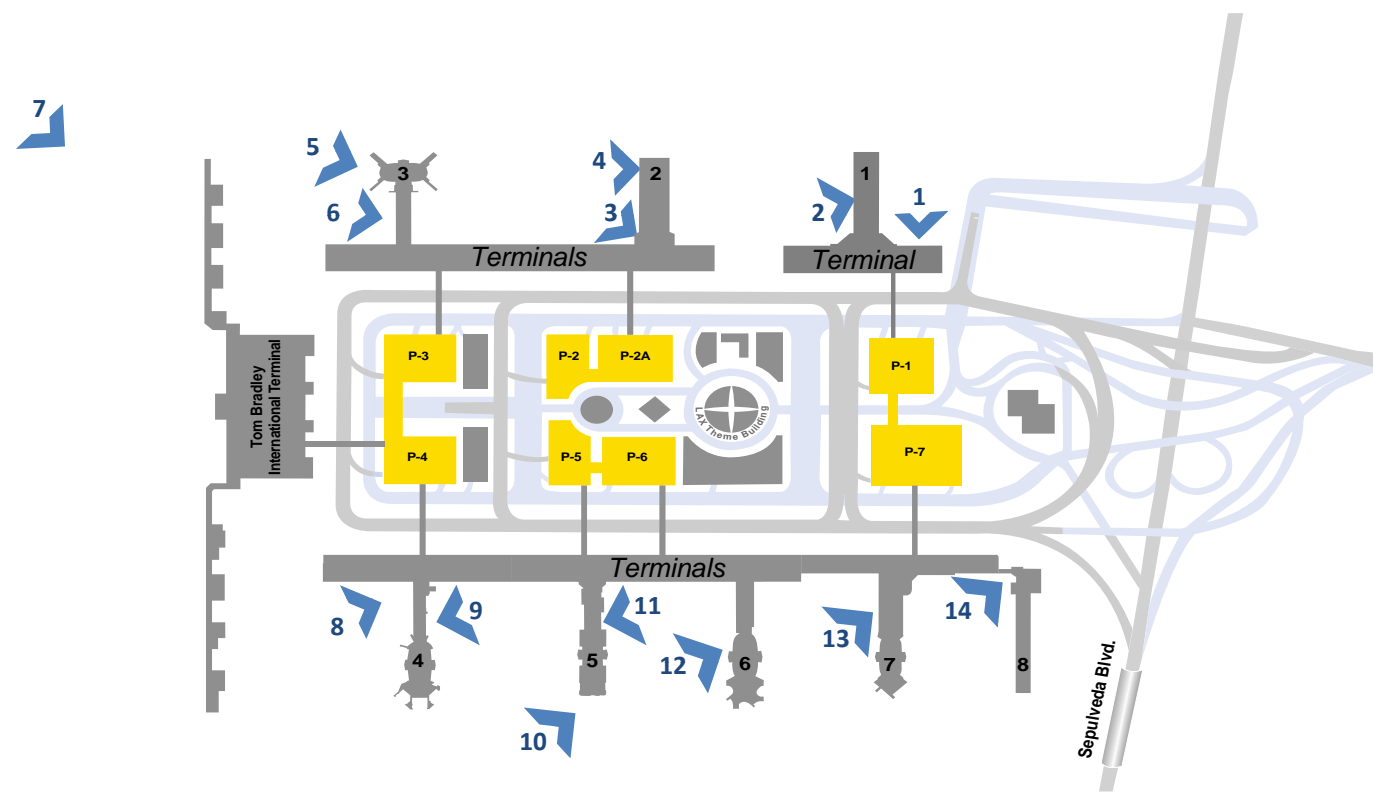 7
5
3
4
2
1
1
6
3
2
Terminals
Terminal
P-3
P-2
P-2A
P-1
Tom Bradley
International Terminal
LAX Theme Building
P-4
P-5
P-6
P-7
Terminals
8
9
11
14
13
4
5
12
6
7
8
10
Sepulveda Blvd.